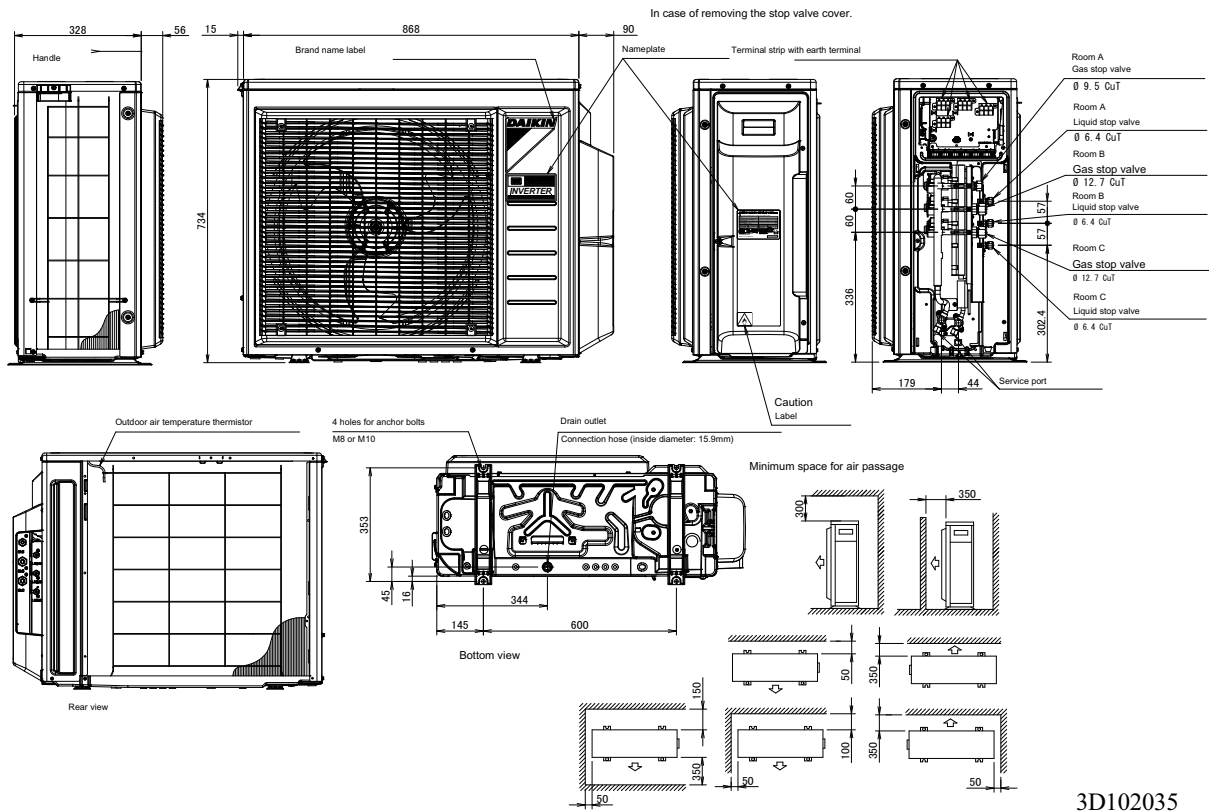 In case of removing the stop valve cover.
328
56
15
868
90
Handle
Brand name label
Nameplate
Terminal strip with earth terminal
Room A
Gas stop valve
Ø 9.5 CuT
Room A
Liquid stop valve
Ø 6.4 CuT
Room B
Gas stop valve
Ø 12.7 CuT
Room B
Liquid stop valve
Ø 6.4 CuT
Room C
Gas stop valve
Ø 12.7 CuT
Room C
Liquid stop valve
Ø 6.4 CuT
DAIKIN
INVERTER
734
60
60
336
57
57
302.4
179
44
Service port
Caution
Label
Outdoor air temperature thermistor
Rear view
4 holes for anchor bolts
M8 or M10
Drain outlet
Connection hose (inside diameter: 15.9mm)
353
45
16
344
145
600
Bottom view
Minimum space for air passage
300
350
50
350
150
350
50
100
50
350
50
3D102035